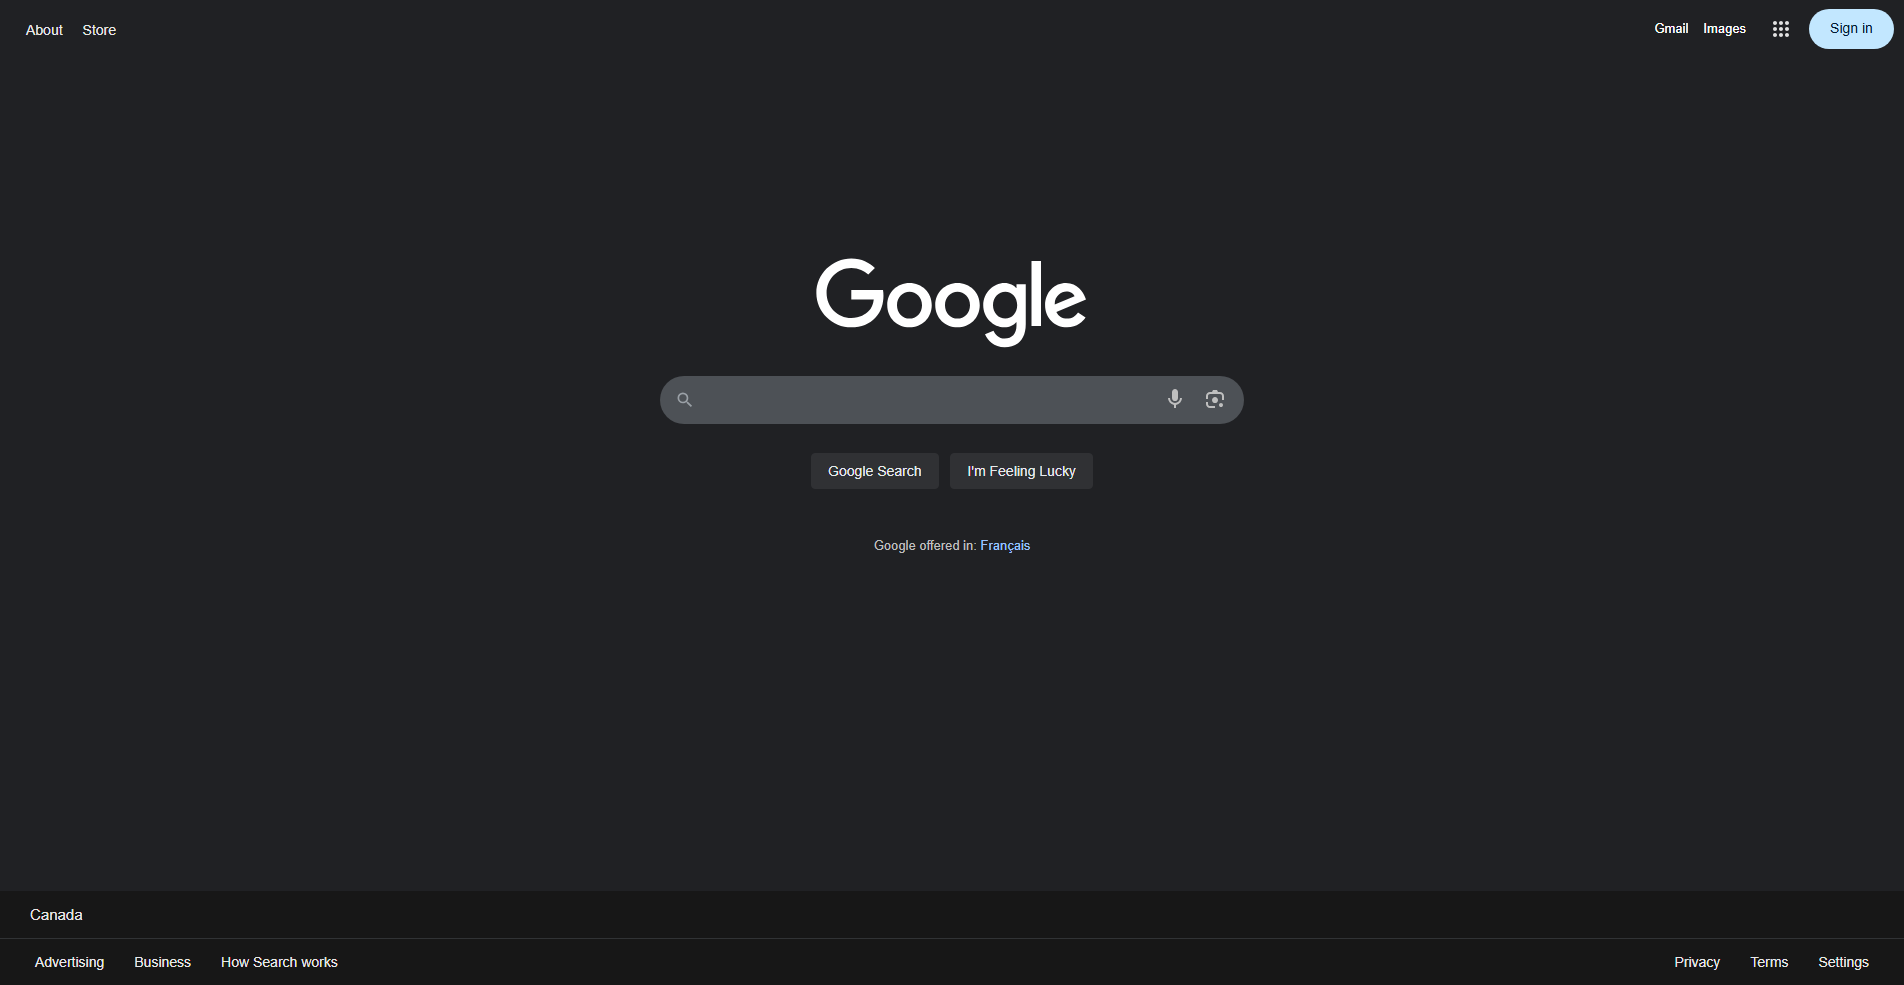 About Store
Gmail Images Sign in
Google
Google Search I'm Feeling Lucky
Google offered in: Français
Canada
Advertising Business How Search works
Privacy Terms Settings